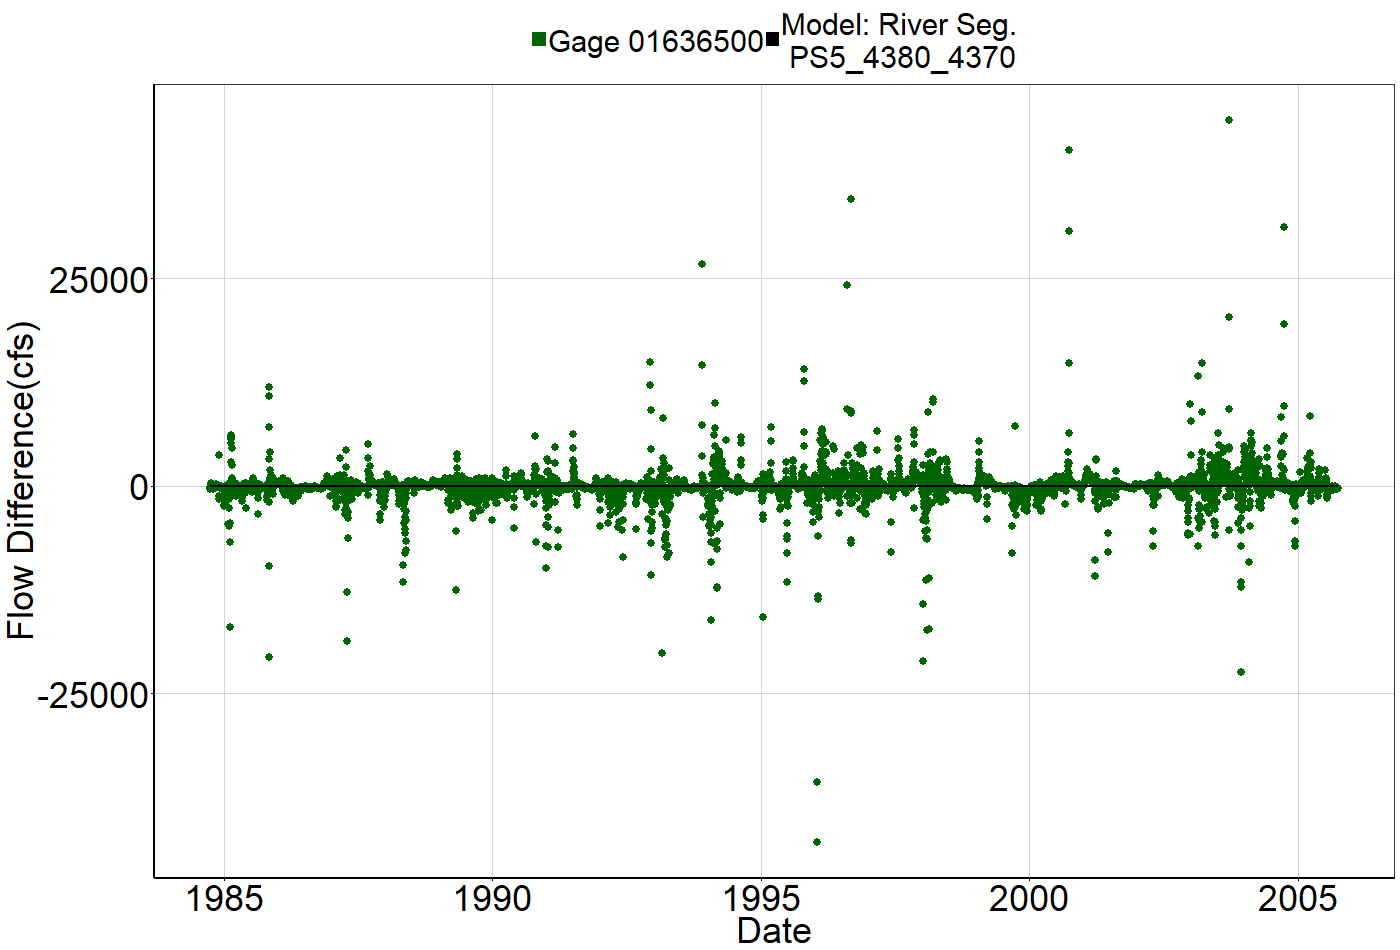 Gage 01636500
Model: River Seg.
PS5_4380_4370
Flow Difference(cfs)
25000
0
-25000
1985
1990
1995
2000
2005
Date